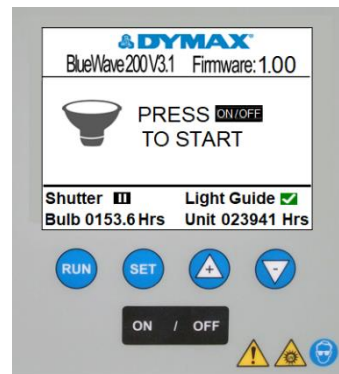 DYMAX
BlueWave 200 V3.1 Firmware: 1.00
PRESS ON/OFF
TO START
Shutter Light Guide
Bulb 0153.6 Hrs Unit 023941 Hrs
RUN SET + -
ON / OFF